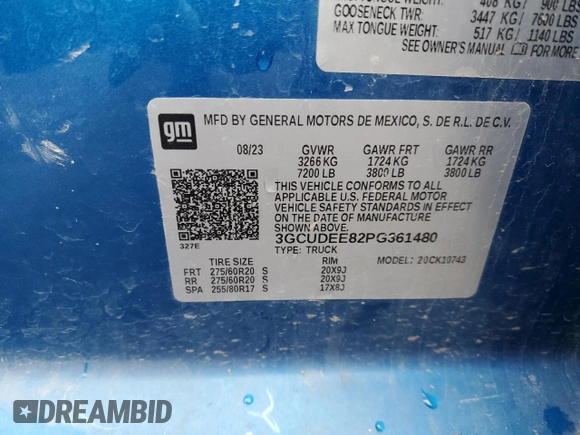 TONGUE WEIGHT: 408 KG / 900 LBS
GOOSENECK TWR: 3447 KG / 7600 LBS
MAX TONGUE WEIGHT: 517 KG / 1140 LBS
SEE OWNER'S MANUAL FOR MORE
gm
MFD BY GENERAL MOTORS DE MEXICO, S. DE R.L. DE C.V.
08/23 GVWR GAWR FRT GAWR RR
3266 KG 1724 KG 1724 KG
7200 LB 3800 LB 3800 LB
THIS VEHICLE CONFORMS TO ALL
APPLICABLE U.S. FEDERAL MOTOR
VEHICLE SAFETY STANDARDS IN EFFECT
ON THE DATE OF MANUFACTURE
SHOWN ABOVE.
3GCUDEE82PG361480
TYPE: TRUCK MODEL: 20CK10743
327E
TIRE SIZE RIM
FRT 275/60R20 S 20X9J
RR 275/60R20 S 20X9J
SPA 255/80R17 S 17X8J
DREAMBID